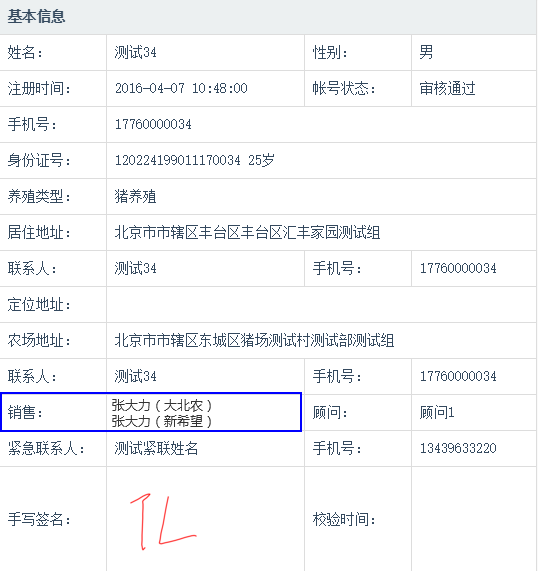 基本信息
姓名： 测试34 性别： 男
注册时间： 2016-04-07 10:48:00 帐号状态： 审核通过
手机号： 17760000034
身份证号： 120224199011170034 25岁
养殖类型： 猪养殖
居住地址： 北京市市辖区丰台区丰台区汇丰家园测试组
联系人： 测试34 手机号： 17760000034
定位地址：
农场地址： 北京市市辖区东城区猪场测试村测试部测试组
联系人： 测试34 手机号： 17760000034
销售： 张大力（大北农）
张大力（新希望） 顾问： 顾问1
紧急联系人： 测试紧联姓名 手机号： 13439633220
手写签名： TL 校验时间：